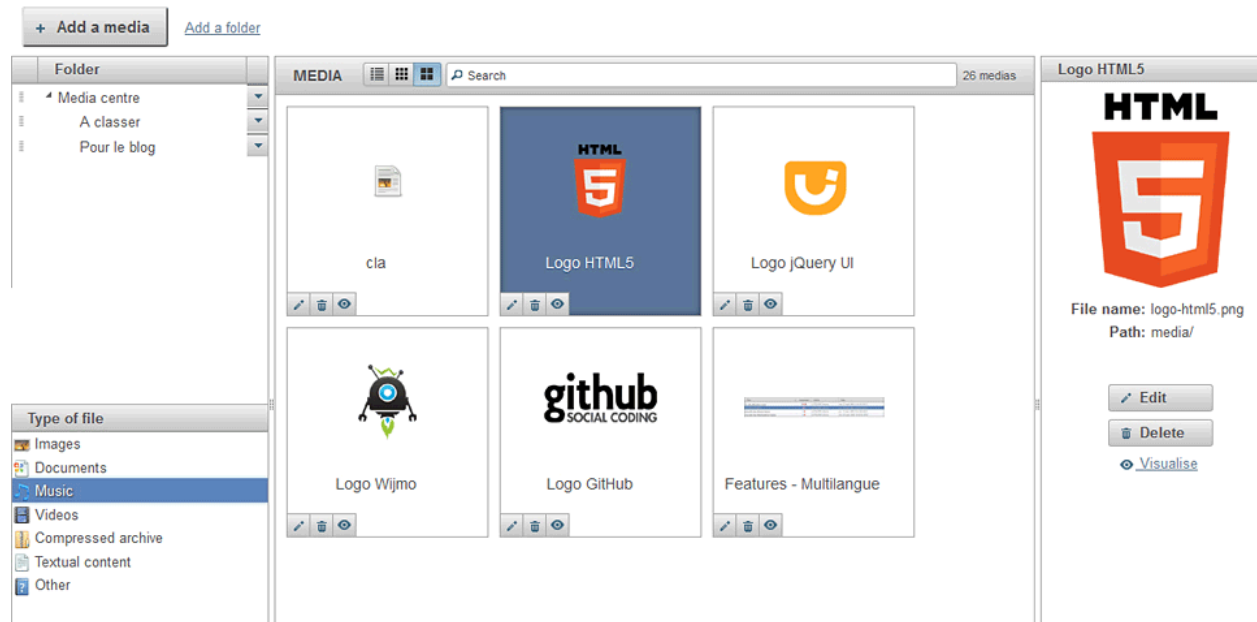 + Add a media
Add a folder
Folder
Media centre
A classer
Pour le blog
Type of file
Images
Documents
Music
Videos
Compressed archive
Textual content
Other
MEDIA
Search
26 medias
cla
HTML
5
Logo HTML5
Logo jQuery UI
Logo Wijmo
github
SOCIAL CODING
Logo GitHub
Features - Multilangue
Logo HTML5
HTML
5
File name: logo-html5.png
Path: media/
Edit
Delete
Visualise